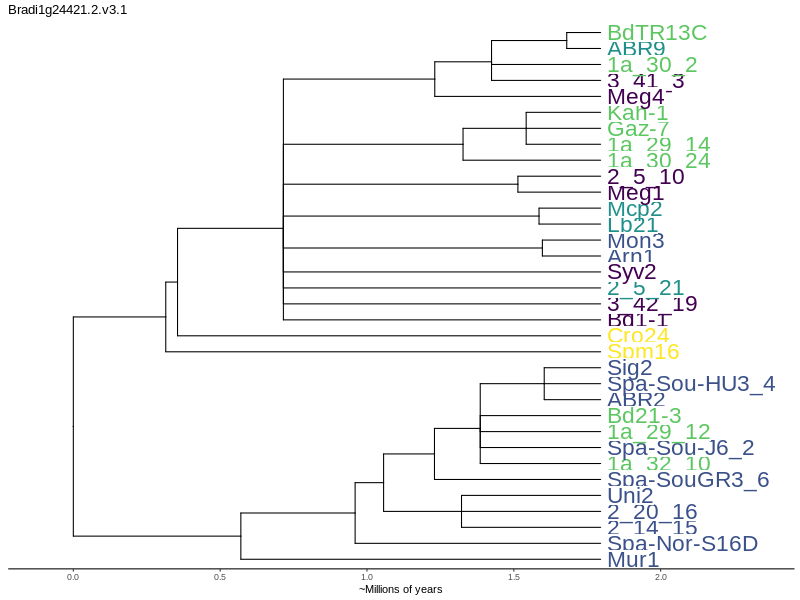 Bradi1g24421.2.v3.1
BdTR13C
ABR9
1a_30_2
3_41_3
Meg4
Kah-1
Gaz-7
1a_29_14
1a_30_24
2_5_10
Meg1
Mcp2
Lb21
Mon3
Arn1
Syv2
2_5_21
3_42_19
Bd1-1
Cro24
Spm16
Sig2
Spa-Sou-HU3_4
ABR2
Bd21-3
1a_29_12
Spa-Sou-J6_2
1a_32_10
Spa-SouGR3_6
Uni2
2_20_16
2_14_15
Spa-Nor-S16D
Mur1
0.0 0.5 1.0 1.5 2.0
~Millions of years